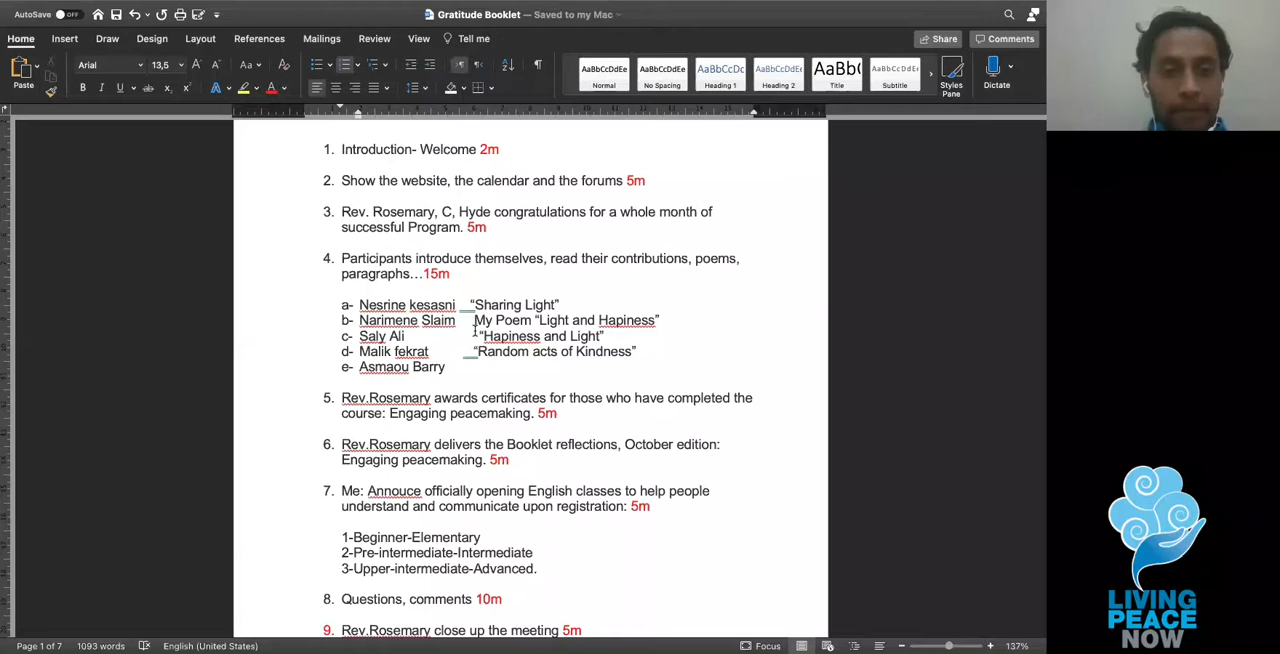 AutoSave OFF
Gratitude Booklet — Saved to my Mac
Home Insert Draw Design Layout References Mailings Review View Tell me
Share Comments
Paste
Arial 13,5
AaBbCcDdEe AaBbCcDdEe AaBbCcDc AaBbCcDdEe AaBb( AaBbCcDdEe
Normal No Spacing Heading 1 Heading 2 Title Subtitle
Styles Pane
Dictate
1. Introduction- Welcome 2m
2. Show the website, the calendar and the forums 5m
3. Rev. Rosemary, C, Hyde congratulations for a whole month of
successful Program. 5m
4. Participants introduce themselves, read their contributions, poems,
paragraphs…15m
a- Nesrine kesasni “Sharing Light”
b- Narimene Slaim My Poem “Light and Hapiness”
c- Saly Ali “Hapiness and Light”
d- Malik fekrat “Random acts of Kindness”
e- Asmaou Barry
5. Rev.Rosemary awards certificates for those who have completed the
course: Engaging peacemaking. 5m
6. Rev.Rosemary delivers the Booklet reflections, October edition:
Engaging peacemaking. 5m
7. Me: Annouce officially opening English classes to help people
understand and communicate upon registration: 5m
1-Beginner-Elementary
2-Pre-intermediate-Intermediate
3-Upper-intermediate-Advanced.
8. Questions, comments 10m
9. Rev.Rosemary close up the meeting 5m
Page 1 of 7 1093 words English (United States) Focus 137%
LIVING
PEACE
NOW